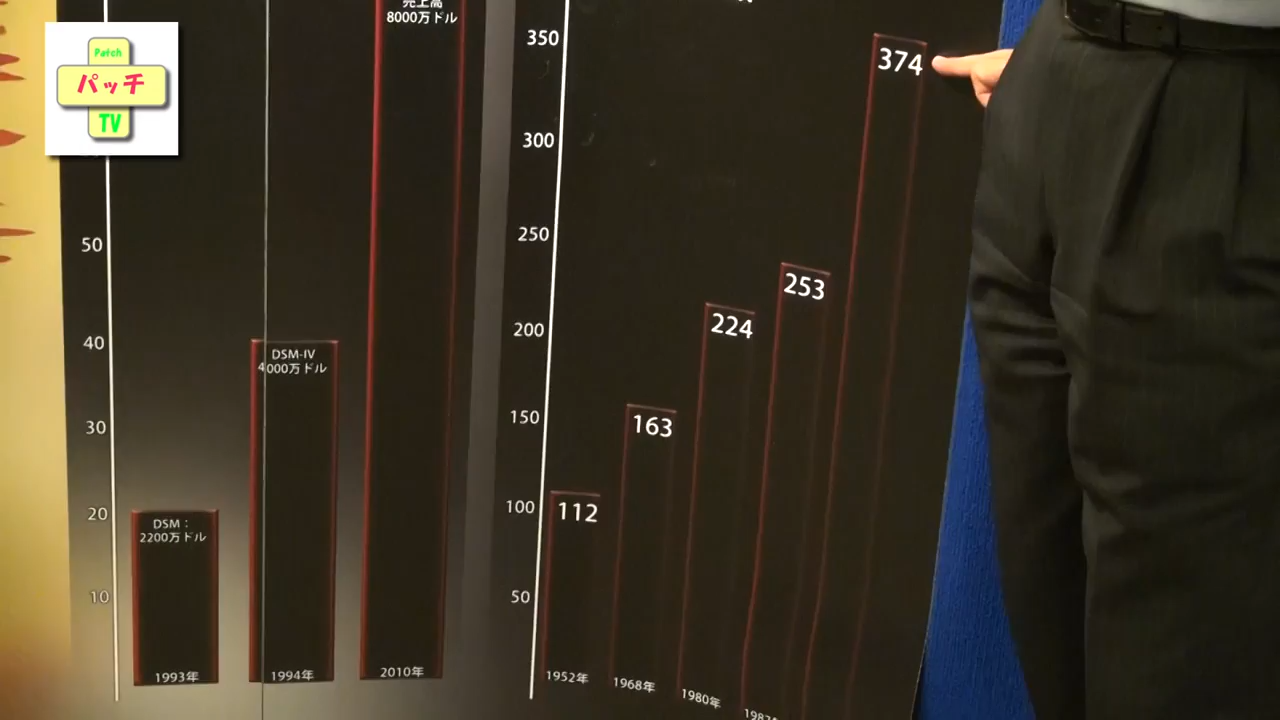 Patch
パッチ
TV
売上高
8000万ドル
50
40
30
20
10
DSM-IV
4000万ドル
DSM：
2200万ドル
1993年
1994年
2010年
350
300
250
200
150
100
50
374
253
224
163
112
1952年
1968年
1980年